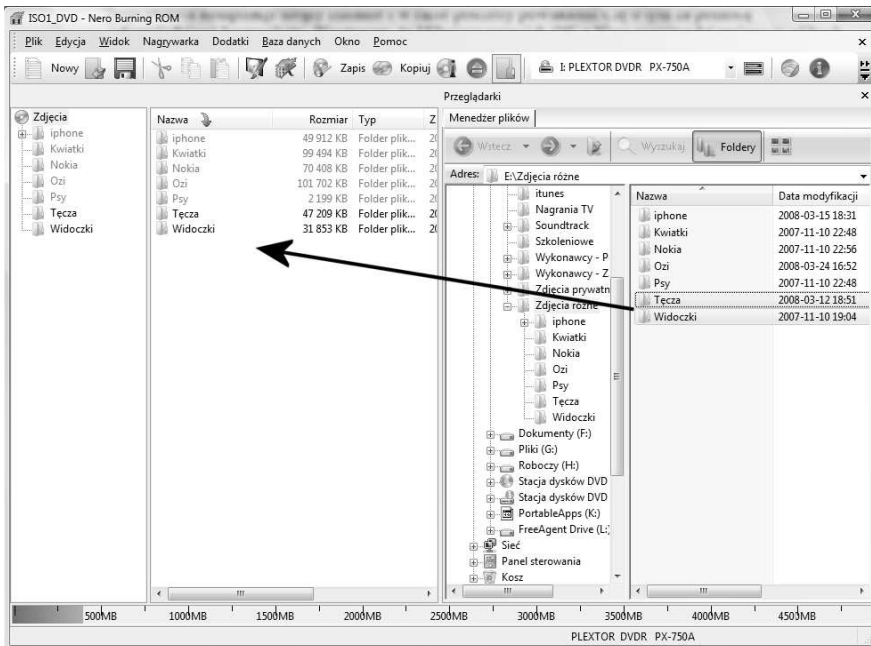 ISO1_DVD - Nero Burning ROM
Plik Edycja Widok Nagrywarka Dodatki Baza danych Okno Pomoc
Nowy Zapis Kopiuj I: PLEXTOR DVDR PX-750A
Przeglądarki
Menedżer plików
Wstecz Wyszukaj Foldery
Adres: E:\Zdjęcia różne
Zdjęcia
iphone
Kwiatki
Nokia
Ozi
Psy
Tęcza
Widoczki
Nazwa Rozmiar Typ Z
iphone 49 912 KB Folder plik... 20
Kwiatki 99 494 KB Folder plik... 20
Nokia 70 408 KB Folder plik... 20
Ozi 101 702 KB Folder plik... 20
Psy 2 199 KB Folder plik... 20
Tęcza 47 209 KB Folder plik... 20
Widoczki 31 853 KB Folder plik... 20
itunes
Nagrania TV
Soundtrack
Szkoleniowe
Wykonawcy - P
Wykonawcy - Z
Zdjęcia prywatn
Zdjęcia różne
iphone
Kwiatki
Nokia
Ozi
Psy
Tęcza
Widoczki
Dokumenty (F:)
Pliki (G:)
Roboczy (H:)
Stacja dysków DVD
Stacja dysków DVD
PortableApps (K:)
FreeAgent Drive (L:)
Sieć
Panel sterowania
Kosz
Nazwa Data modyfikacji
iphone 2008-03-15 18:31
Kwiatki 2007-11-10 22:48
Nokia 2007-11-10 22:56
Ozi 2008-03-24 16:52
Psy 2007-11-10 22:48
Tęcza 2008-03-12 18:51
Widoczki 2007-11-10 19:04
500MB 1000MB 1500MB 2000MB 2500MB 3000MB 3500MB 4000MB 4500MB
PLEXTOR DVDR PX-750A